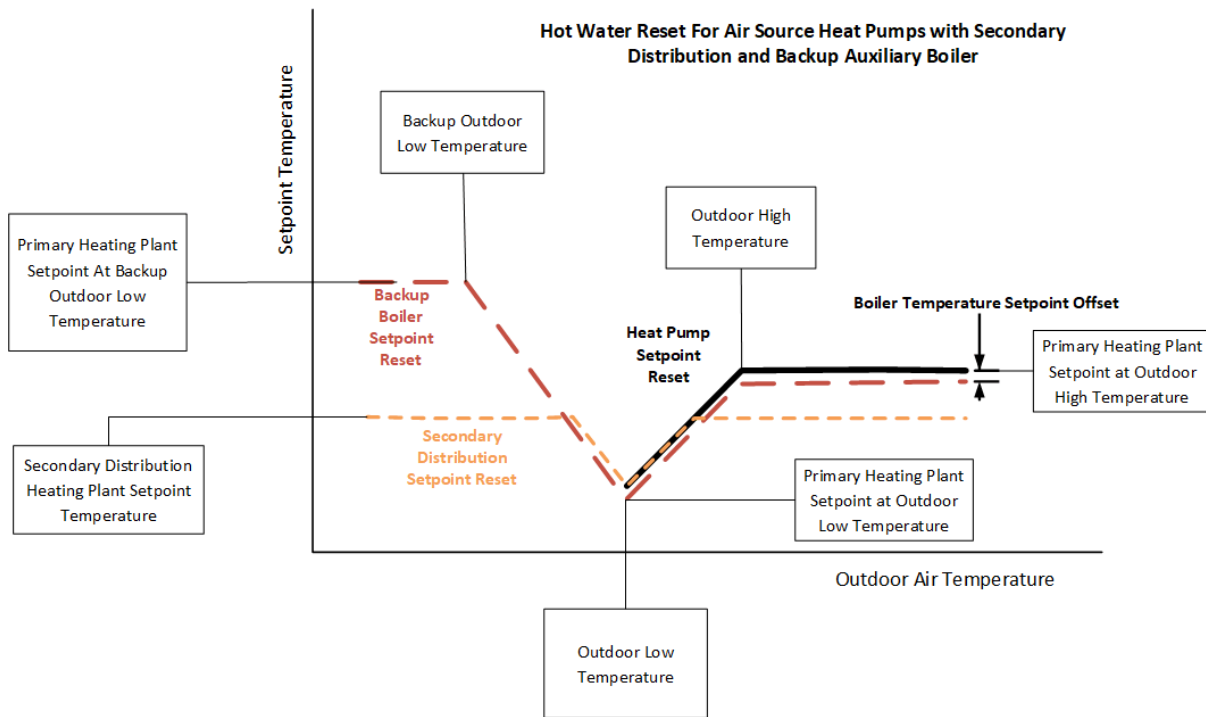 Hot Water Reset For Air Source Heat Pumps with Secondary
Distribution and Backup Auxiliary Boiler
Setpoint Temperature
Backup Outdoor
Low Temperature
Outdoor High
Temperature
Primary Heating Plant
Setpoint At Backup
Outdoor Low
Temperature
Backup
Boiler
Setpoint
Reset
Heat Pump
Setpoint
Reset
Boiler Temperature Setpoint Offset
Primary Heating Plant
Setpoint at Outdoor
High Temperature
Secondary Distribution
Heating Plant Setpoint
Temperature
Secondary
Distribution
Setpoint Reset
Primary Heating Plant
Setpoint at Outdoor
Low Temperature
Outdoor Air Temperature
Outdoor Low
Temperature